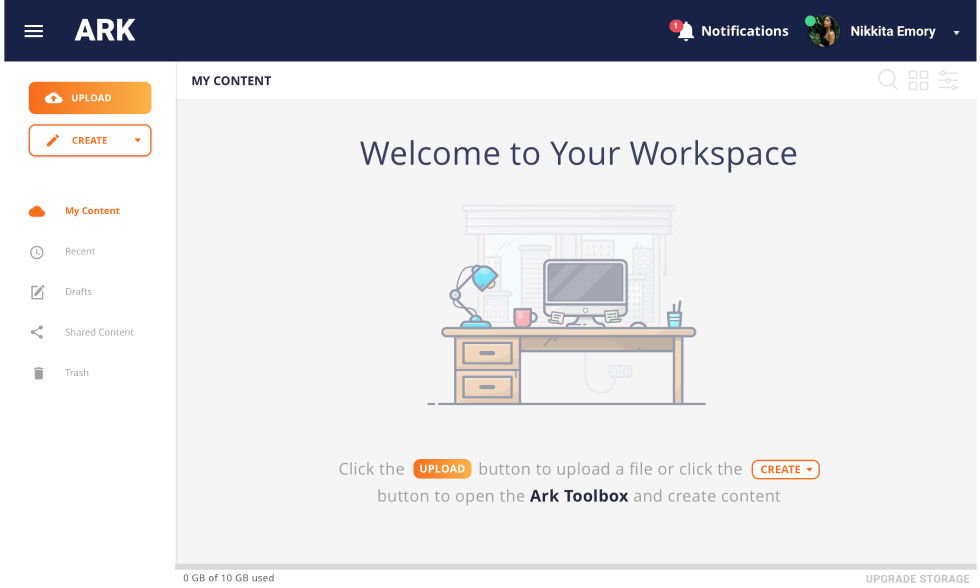 ARK
1
Notifications
Nikkita Emory
UPLOAD
CREATE
My Content
Recent
Drafts
Shared Content
Trash
MY CONTENT
Welcome to Your Workspace
Click the UPLOAD button to upload a file or click the CREATE
button to open the Ark Toolbox and create content
0 GB of 10 GB used
UPGRADE STORAGE